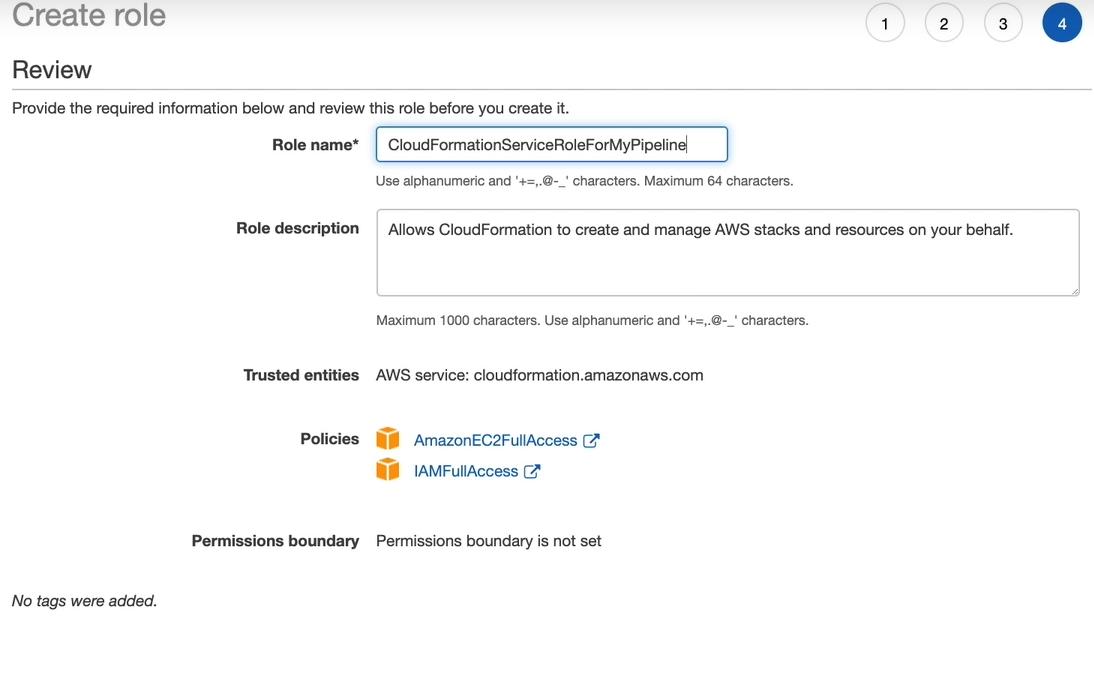 Create role
1 2 3 4
Review
Provide the required information below and review this role before you create it.
Role name* CloudFormationServiceRoleForMyPipeline
Use alphanumeric and '+=,.@-_' characters. Maximum 64 characters.
Role description Allows CloudFormation to create and manage AWS stacks and resources on your behalf.
Maximum 1000 characters. Use alphanumeric and '+=,.@-_' characters.
Trusted entities AWS service: cloudformation.amazonaws.com
Policies AmazonEC2FullAccess
IAMFullAccess
Permissions boundary Permissions boundary is not set
No tags were added.